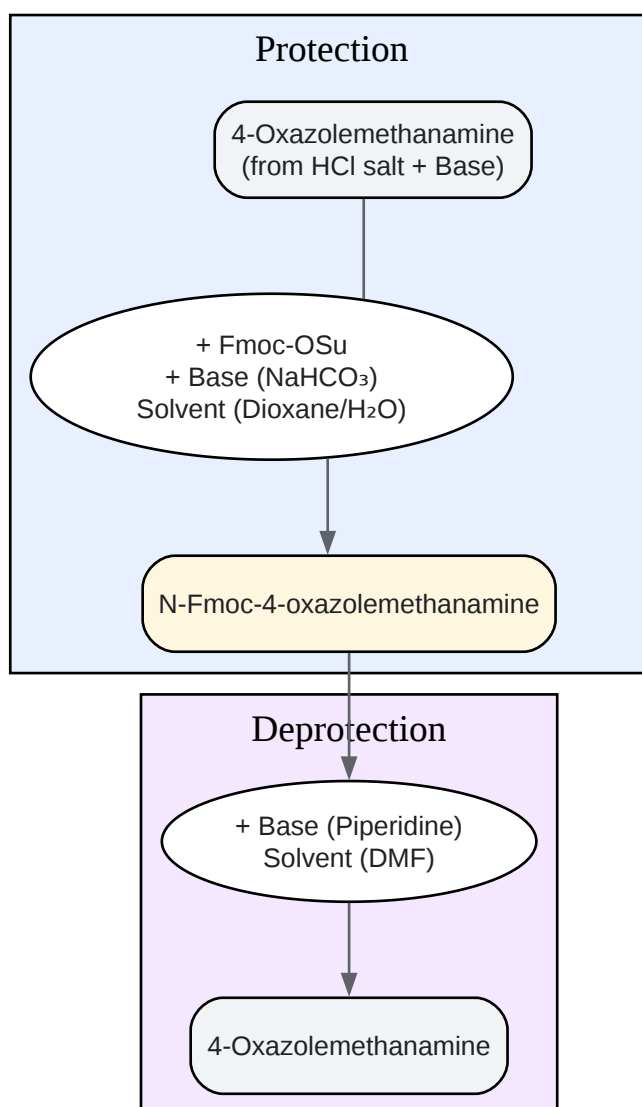 Protection
4-Oxazolemethanamine
(from HCl salt + Base)
+ Fmoc-OSu
+ Base (NaHCO₃)
Solvent (Dioxane/H₂O)
N-Fmoc-4-oxazolemethanamine
Deprotection
+ Base (Piperidine)
Solvent (DMF)
4-Oxazolemethanamine